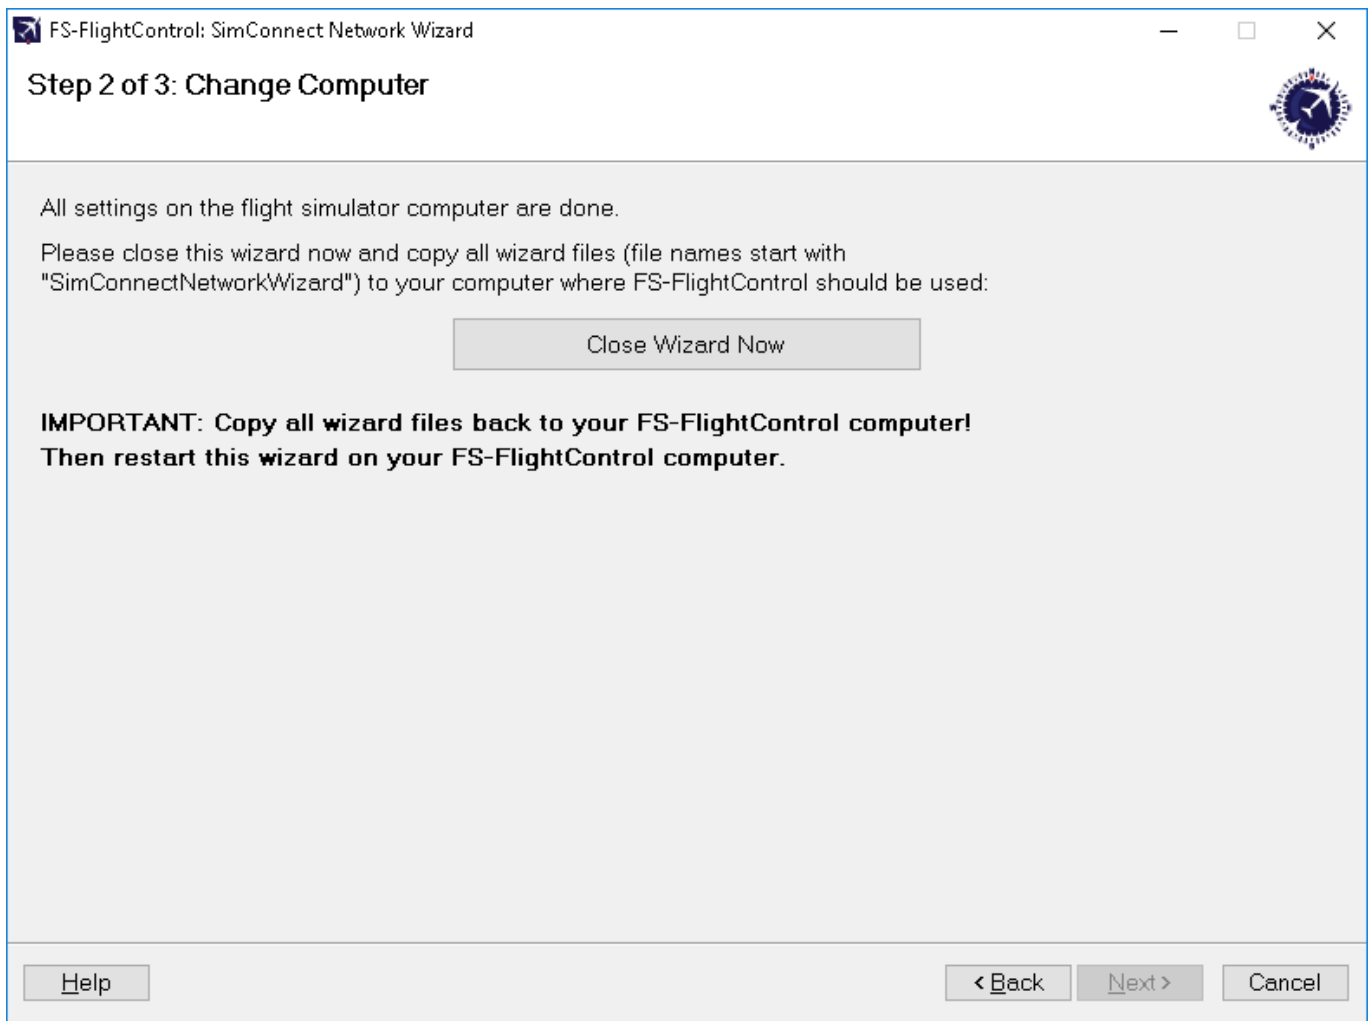 FS-FlightControl: SimConnect Network Wizard
Step 2 of 3: Change Computer
All settings on the flight simulator computer are done.
Please close this wizard now and copy all wizard files (file names start with
"SimConnectNetworkWizard") to your computer where FS-FlightControl should be used:
Close Wizard Now
IMPORTANT: Copy all wizard files back to your FS-FlightControl computer!
Then restart this wizard on your FS-FlightControl computer.
Help
< Back
Next >
Cancel